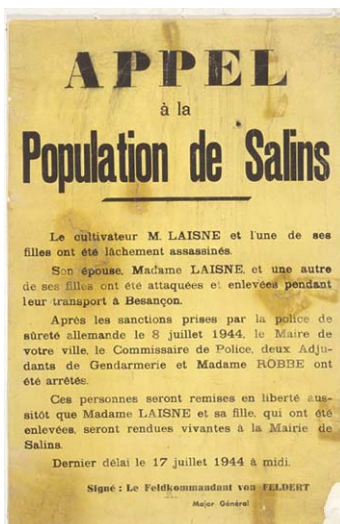 APPEL
à la
Population de Salins
Le cultivateur M. LAISNE et l'une de ses
filles ont été lâchement assassinés.
Son épouse, Madame LAISNE, et une autre
de ses filles ont été attaquées et enlevées pendant
leur transport à Besançon.
Après les sanctions prises par la police de
sûreté allemande le 8 juillet 1944, le Maire de
votre ville, le Commissaire de Police, deux Adju-
dants de Gendarmerie et Madame ROBBE ont
été arrêtés.
Ces personnes seront remises en liberté aus-
sitôt que Madame LAISNE et sa fille, qui ont été
enlevées, seront rendues vivantes à la Mairie de
Salins.
Dernier délai le 17 juillet 1944 à midi.
Signé : Le Feldkommandant von FELDERT
Major Général